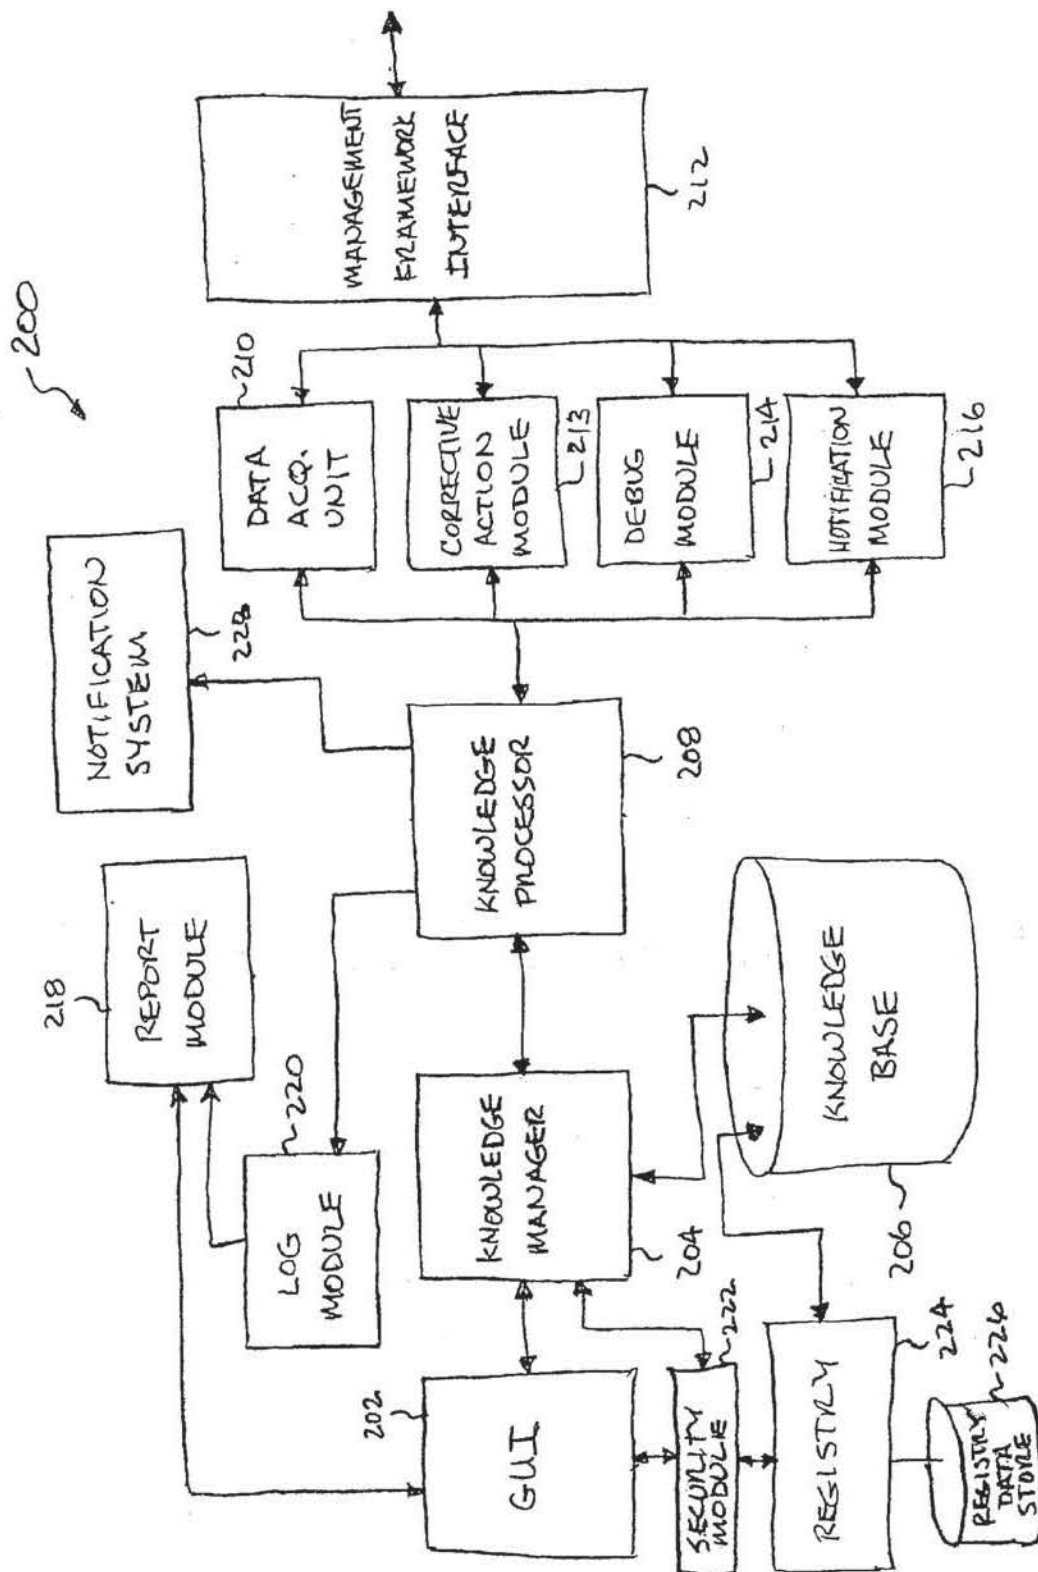 200
NOTIFICATION
SYSTEM
228
REPORT
MODULE
218
LOG
MODULE
220
DATA
ACQ.
UNIT
210
MANAGEMENT
FRAMEWORK
INTERFACE
212
GUI
202
KNOWLEDGE
MANAGER
204
KNOWLEDGE
PROCESSOR
208
CORRECTIVE
ACTION
MODULE
213
DEBUG
MODULE
214
NOTIFICATION
MODULE
216
SECURITY
MODULE
222
KNOWLEDGE
BASE
206
REGISTRY
224
REGISTRY
DATA
STORE
226